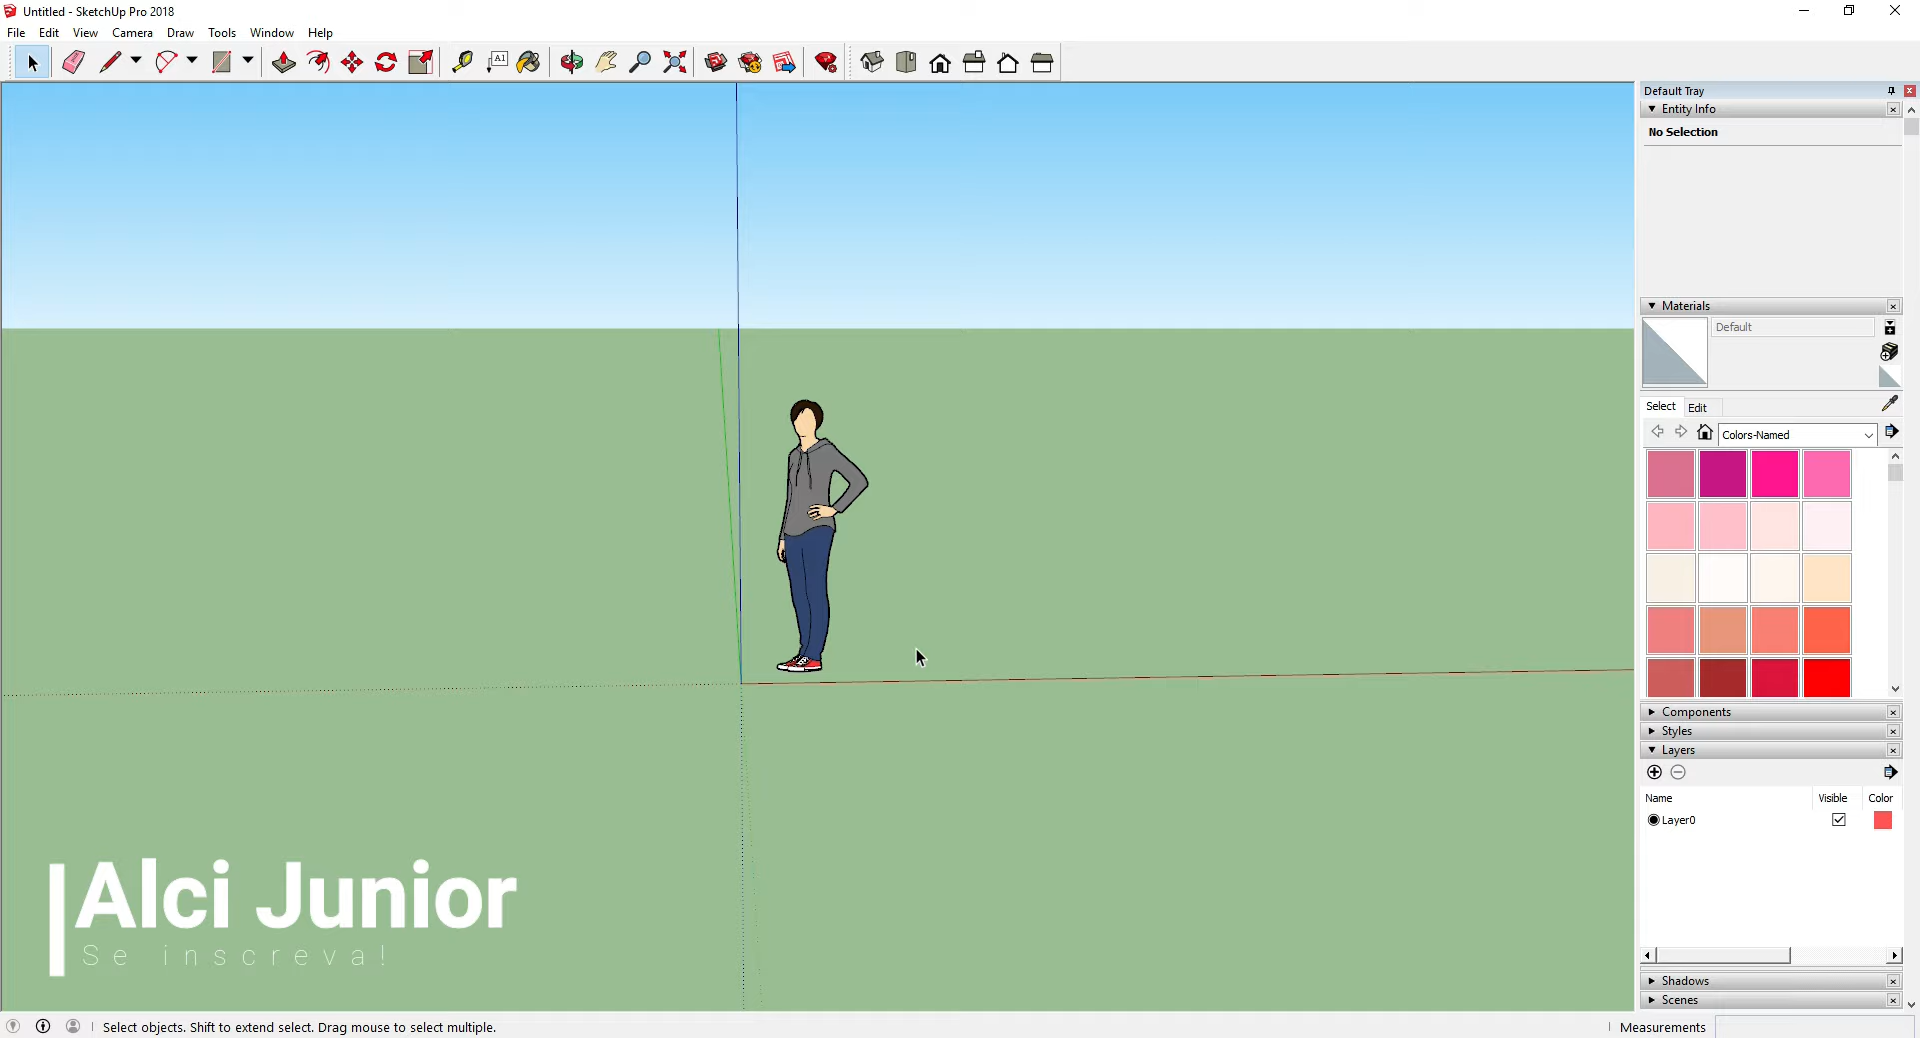 Untitled - SketchUp Pro 2018
File Edit View Camera Draw Tools Window Help
A1
Default Tray
Entity Info
No Selection
Materials
Default
Select Edit
Colors-Named
Components
Styles
Layers
Name Visible Color
Layer0
Alci Junior
Se inscreva!
Shadows
Scenes
Select objects. Shift to extend select. Drag mouse to select multiple.
Measurements